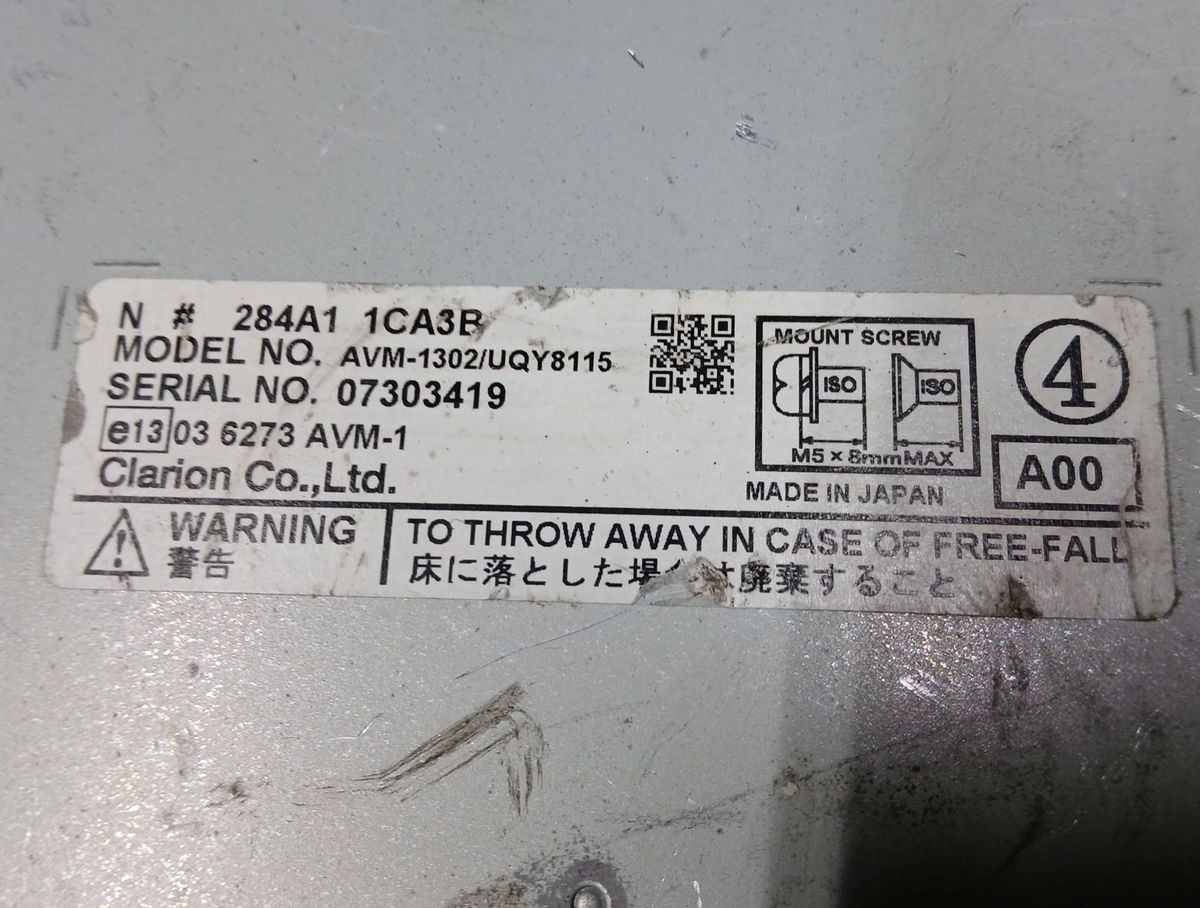 N # 284A1 1CA3B
MODEL NO. AVM-1302/UQY8115
SERIAL NO. 07303419
e13 03 6273 AVM-1
Clarion Co.,Ltd.
MOUNT SCREW
ISO ISO
M5 × 8mmMAX
MADE IN JAPAN
4
A00
WARNING
警告
TO THROW AWAY IN CASE OF FREE-FALL
床に落とした場合は廃棄すること